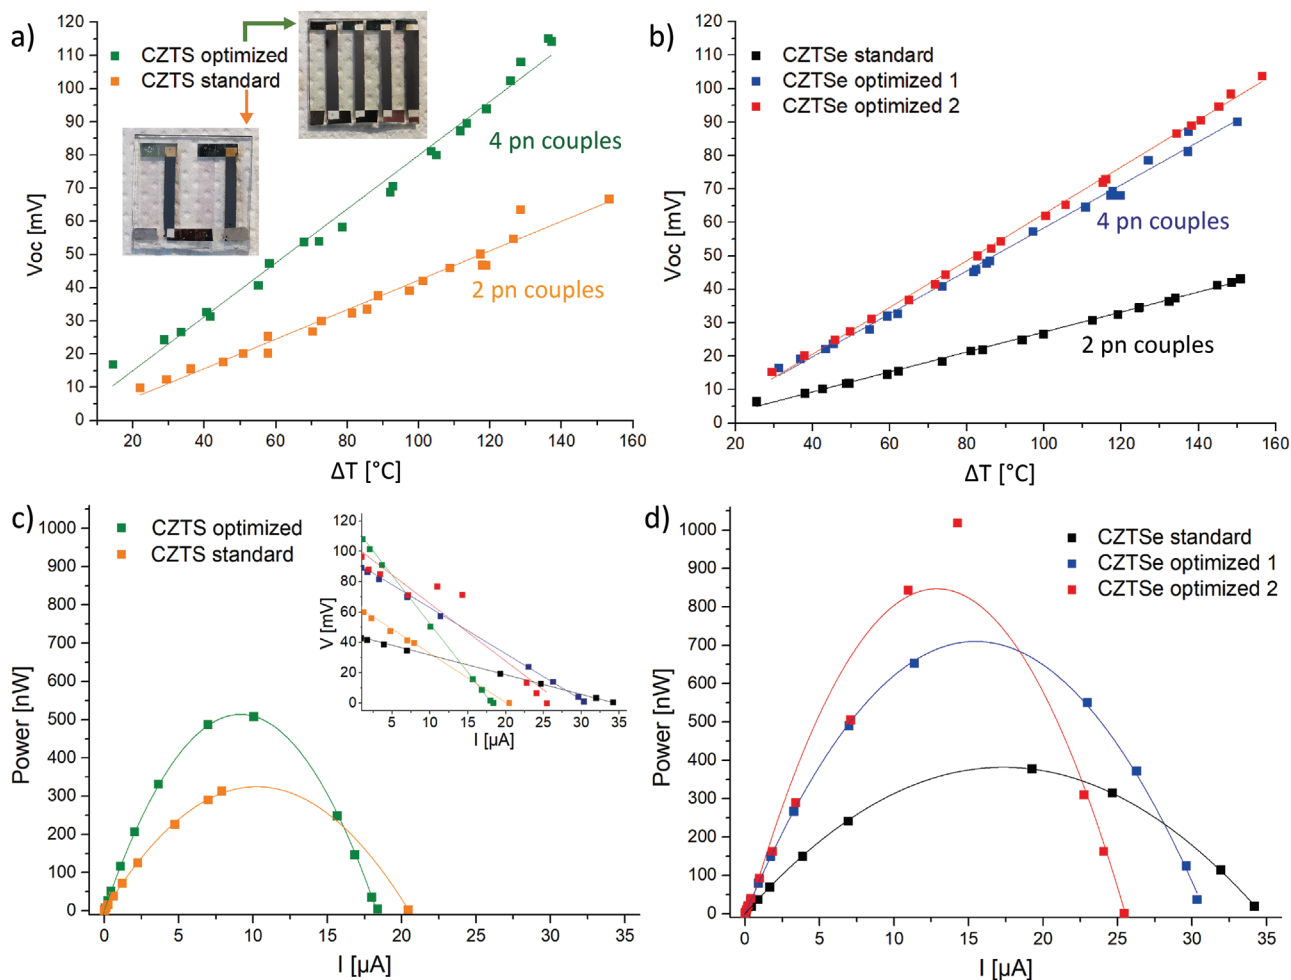 a)
120
110
100
90
80
70
60
50
40
30
20
10
0
Voc [mV]
CZTS optimized
CZTS standard
4 pn couples
2 pn couples
20 40 60 80 100 120 140 160
ΔT [°C]
b)
120
110
100
90
80
70
60
50
40
30
20
10
0
Voc [mV]
CZTSe standard
CZTSe optimized 1
CZTSe optimized 2
4 pn couples
2 pn couples
20 40 60 80 100 120 140 160
ΔT [°C]
c)
1000
900
800
700
600
500
400
300
200
100
0
Power [nW]
CZTS optimized
CZTS standard
120
100
80
60
40
20
0
V [mV]
5 10 15 20 25 30 35
I [µA]
0 5 10 15 20 25 30 35
I [µA]
d)
1000
900
800
700
600
500
400
300
200
100
0
Power [nW]
CZTSe standard
CZTSe optimized 1
CZTSe optimized 2
0 5 10 15 20 25 30 35
I [µA]